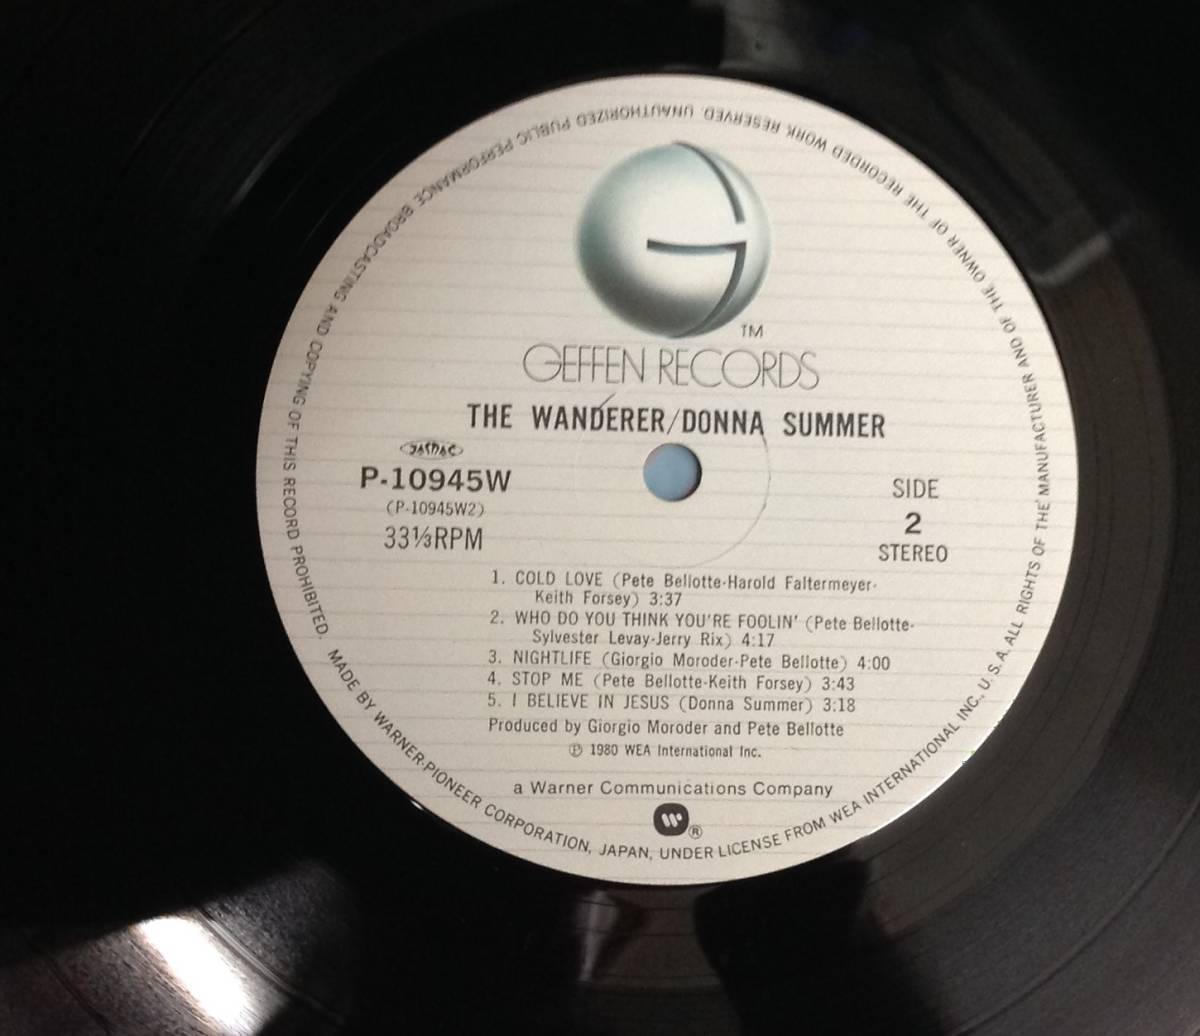 TM
GEFFEN RECORDS
THE WANDERER/DONNA SUMMER
JASRAC
P-10945W
(P-10945W2)
33⅓RPM
SIDE
2
STEREO
1. COLD LOVE (Pete Bellotte-Harold Faltermeyer-
Keith Forsey) 3:37
2. WHO DO YOU THINK YOU'RE FOOLIN' (Pete Bellotte-
Sylvester Levay-Jerry Rix) 4:17
3. NIGHTLIFE (Giorgio Moroder-Pete Bellotte) 4:00
4. STOP ME (Pete Bellotte-Keith Forsey) 3:43
5. I BELIEVE IN JESUS (Donna Summer) 3:18
Produced by Giorgio Moroder and Pete Bellotte
℗ 1980 WEA International Inc.
a Warner Communications Company
W®
MADE BY WARNER-PIONEER CORPORATION, JAPAN, UNDER LICENSE FROM WEA INTERNATIONAL INC., U.S.A. ALL RIGHTS OF THE MANUFACTURER AND OF THE OWNER OF THE RECORDED WORK RESERVED. UNAUTHORIZED PUBLIC PERFORMANCE BROADCASTING AND COPYING OF THIS RECORD PROHIBITED.